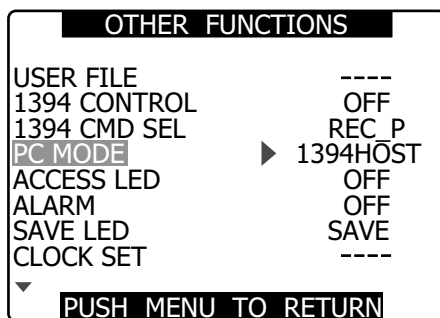 OTHER FUNCTIONS
USER FILE ----
1394 CONTROL OFF
1394 CMD SEL REC_P
PC MODE 1394HOST
ACCESS LED OFF
ALARM OFF
SAVE LED SAVE
CLOCK SET ----
PUSH MENU TO RETURN